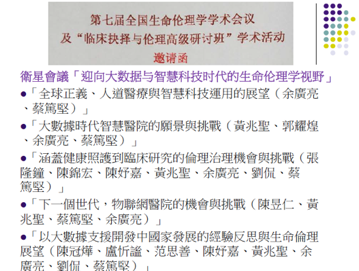 第七届全国生命伦理学学术会议
及“临床抉择与伦理高级研讨班”学术活动
邀请函
衛星會議「迎向大数据与智慧科技时代的生命伦理学视野」
●「全球正義、人道醫療與智慧科技運用的展望（余廣亮
、蔡篤堅）」
●「大數據時代智慧醫院的願景與挑戰（黃兆聖、郭耀煌
、余廣亮、蔡篤堅）」
●「涵蓋健康照護到臨床研究的倫理治理機會與挑戰（張
隆鐘、陳錦宏、陳妤嘉、黃兆聖、余廣亮、劉侃、蔡
篤堅）」
●「下一個世代，物聯網醫院的機會與挑戰（陳昱仁、黃
兆聖、蔡篤堅、余廣亮）」
●「以大數據支援開發中國家發展的經驗反思與生命倫理
展望（陳冠燁、盧忻謐、范思善、陳妤嘉、黃兆聖、余
廣亮、劉侃、蔡篤堅）」